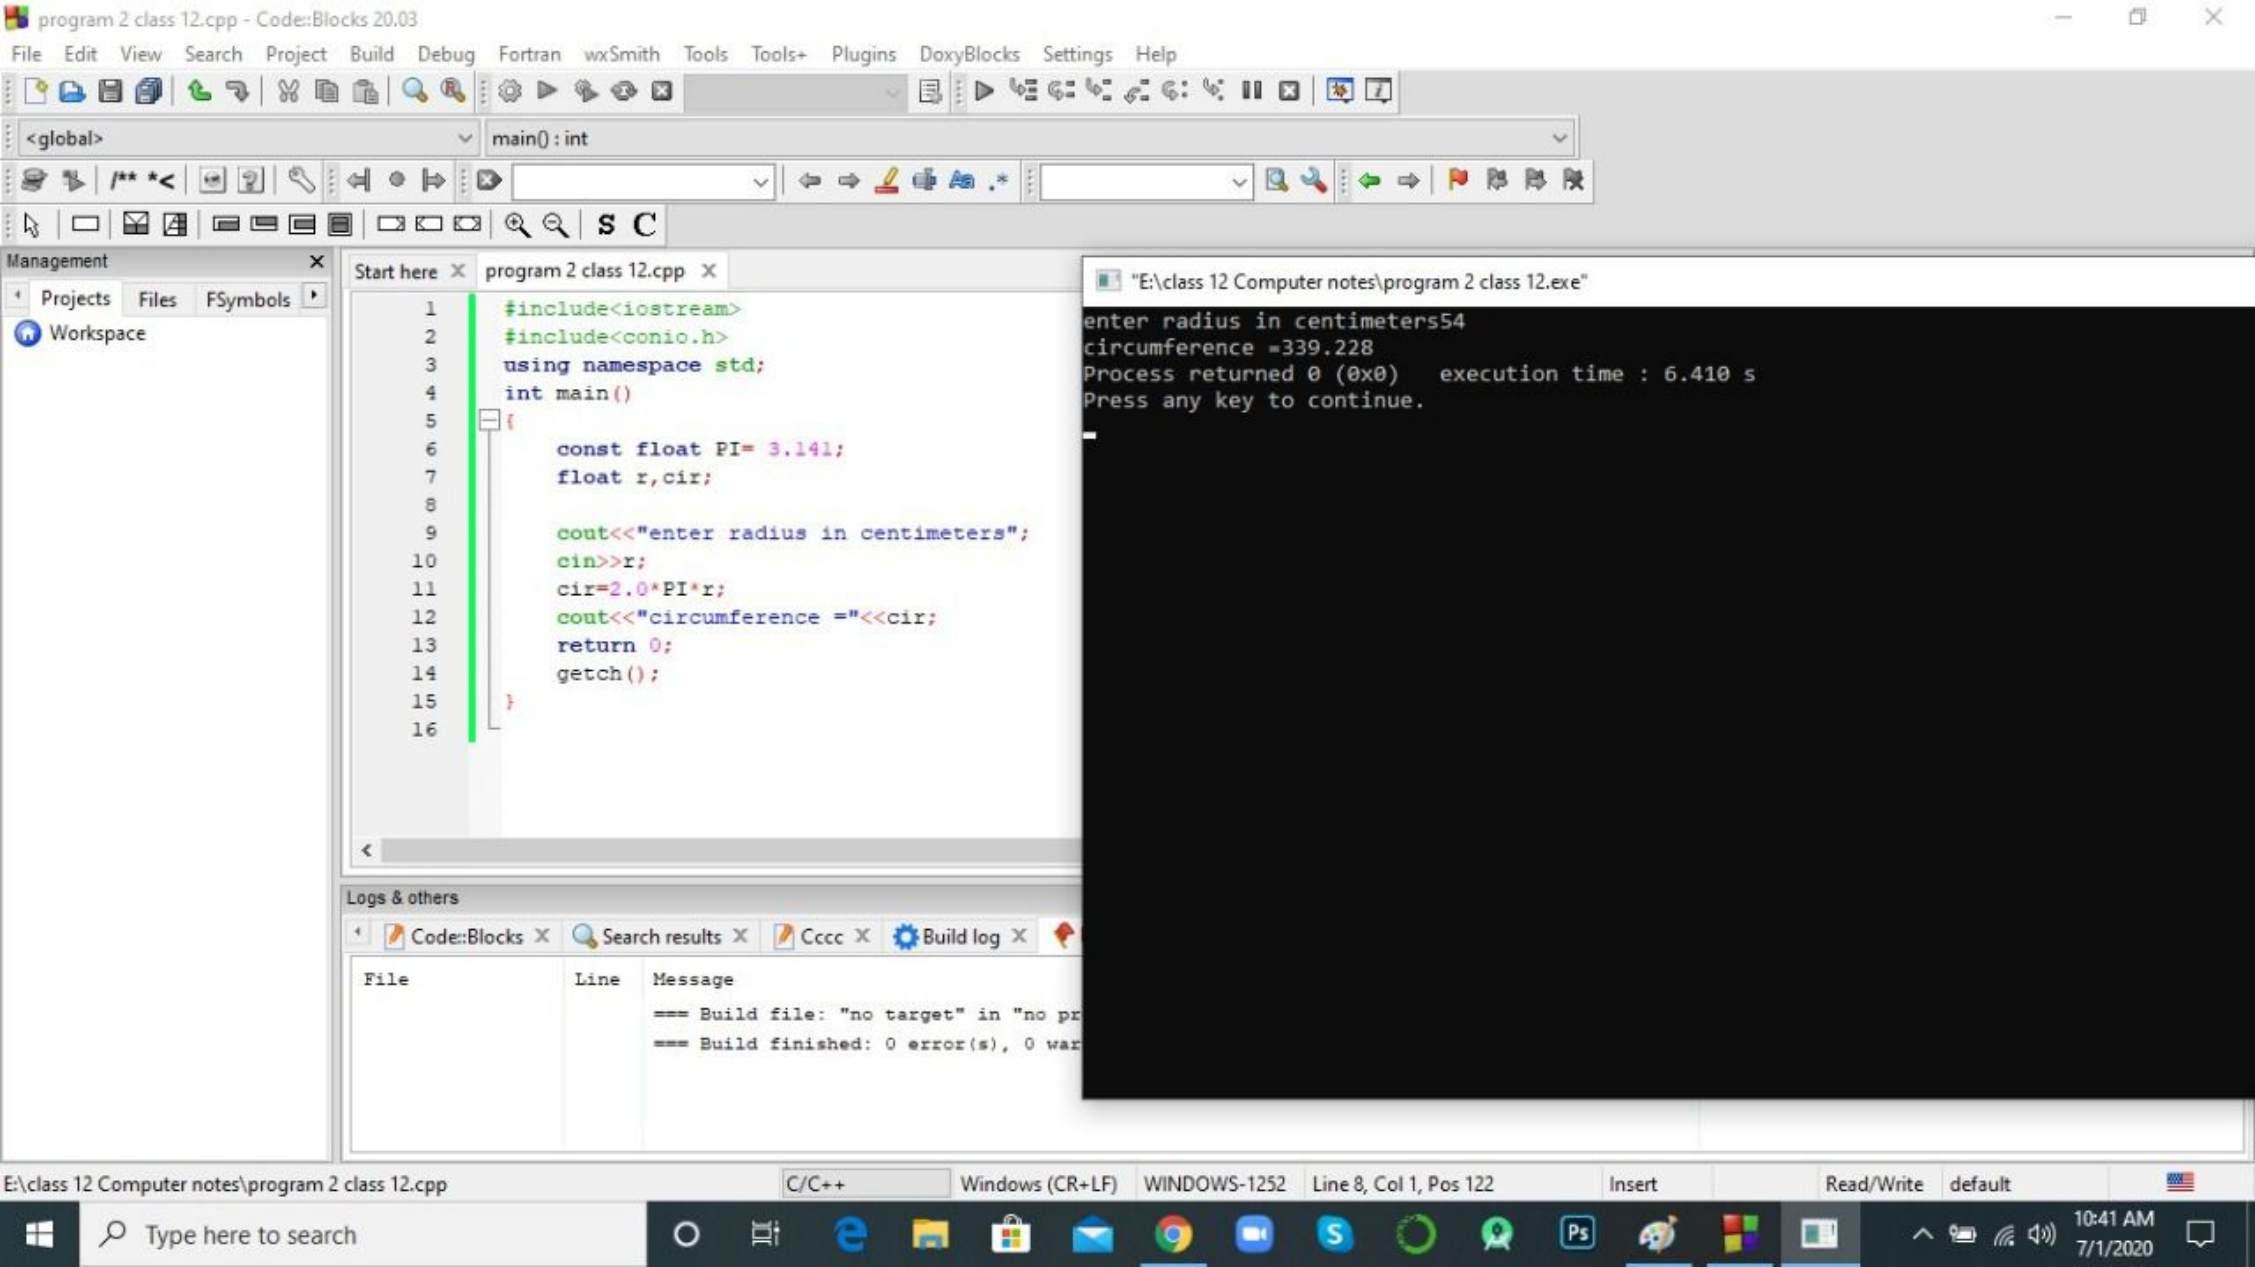 program 2 class 12.cpp - Code::Blocks 20.03
File Edit View Search Project Build Debug Fortran wxSmith Tools Tools+ Plugins DoxyBlocks Settings Help
<global> main() : int
/** *<
S C
Management
Projects Files FSymbols
Workspace
Start here program 2 class 12.cpp
1 #include<iostream>
2 #include<conio.h>
3 using namespace std;
4 int main()
5 {
6 const float PI= 3.141;
7 float r,cir;
8
9 cout<<"enter radius in centimeters";
10 cin>>r;
11 cir=2.0*PI*r;
12 cout<<"circumference ="<<cir;
13 return 0;
14 getch();
15 }
16
"E:\class 12 Computer notes\program 2 class 12.exe"
enter radius in centimeters54
circumference =339.228
Process returned 0 (0x0) execution time : 6.410 s
Press any key to continue.
Logs & others
Code::Blocks Search results Cccc Build log
File Line Message
=== Build file: "no target" in "no pr
=== Build finished: 0 error(s), 0 war
E:\class 12 Computer notes\program 2 class 12.cpp C/C++ Windows (CR+LF) WINDOWS-1252 Line 8, Col 1, Pos 122 Insert Read/Write default
Type here to search
Ps
10:41 AM
7/1/2020